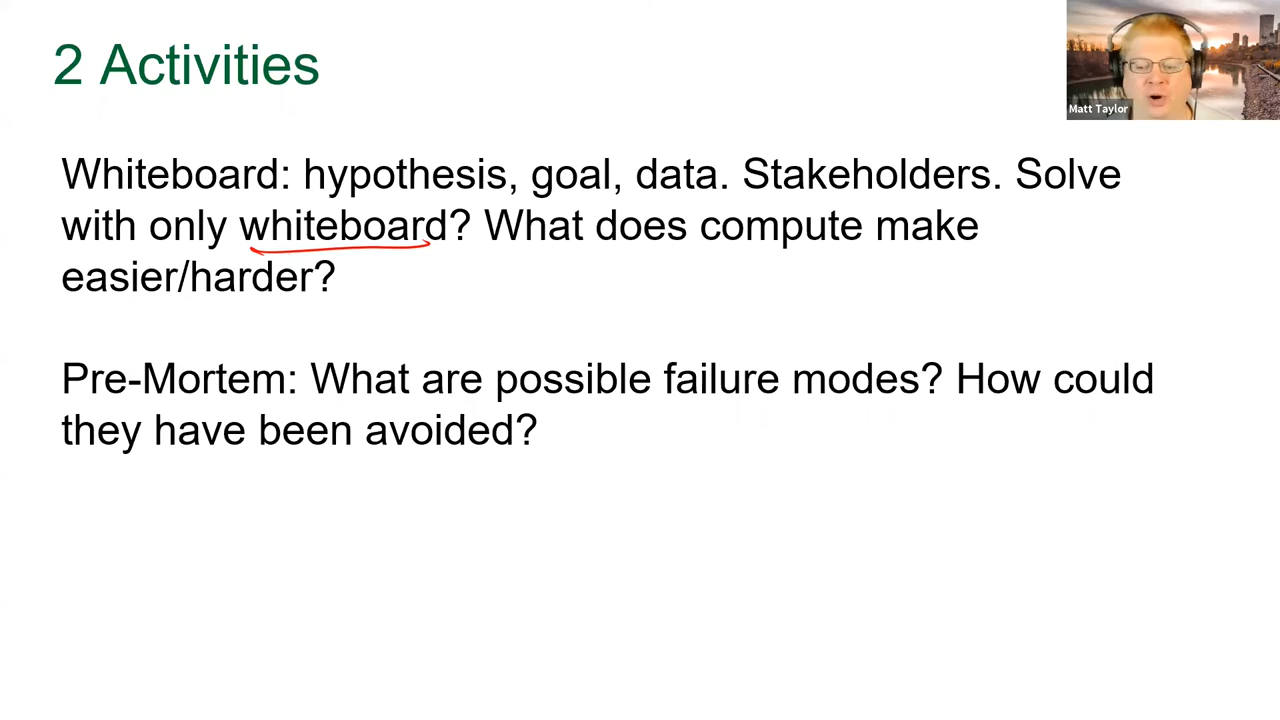 2 Activities
Matt Taylor
Whiteboard: hypothesis, goal, data. Stakeholders. Solve
with only whiteboard? What does compute make
easier/harder?
Pre-Mortem: What are possible failure modes? How could
they have been avoided?